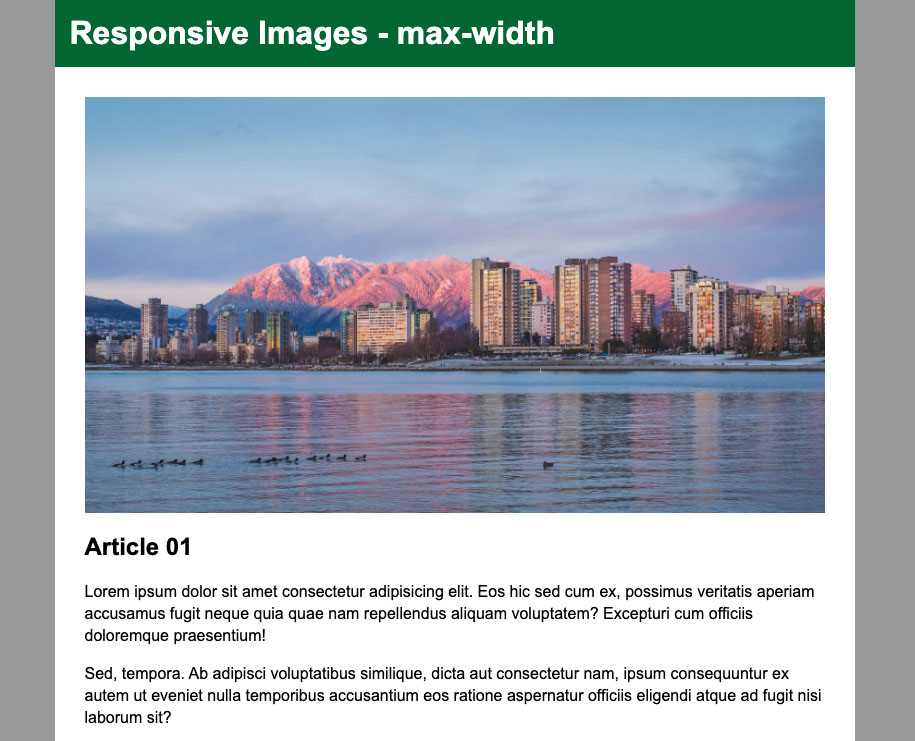 Responsive Images - max-width
Article 01
Lorem ipsum dolor sit amet consectetur adipisicing elit. Eos hic sed cum ex, possimus veritatis aperiam
accusamus fugit neque quia quae nam repellendus aliquam voluptatem? Excepturi cum officiis
doloremque praesentium!
Sed, tempora. Ab adipisci voluptatibus similique, dicta aut consectetur nam, ipsum consequuntur ex
autem ut eveniet nulla temporibus accusantium eos ratione aspernatur officiis eligendi atque ad fugit nisi
laborum sit?